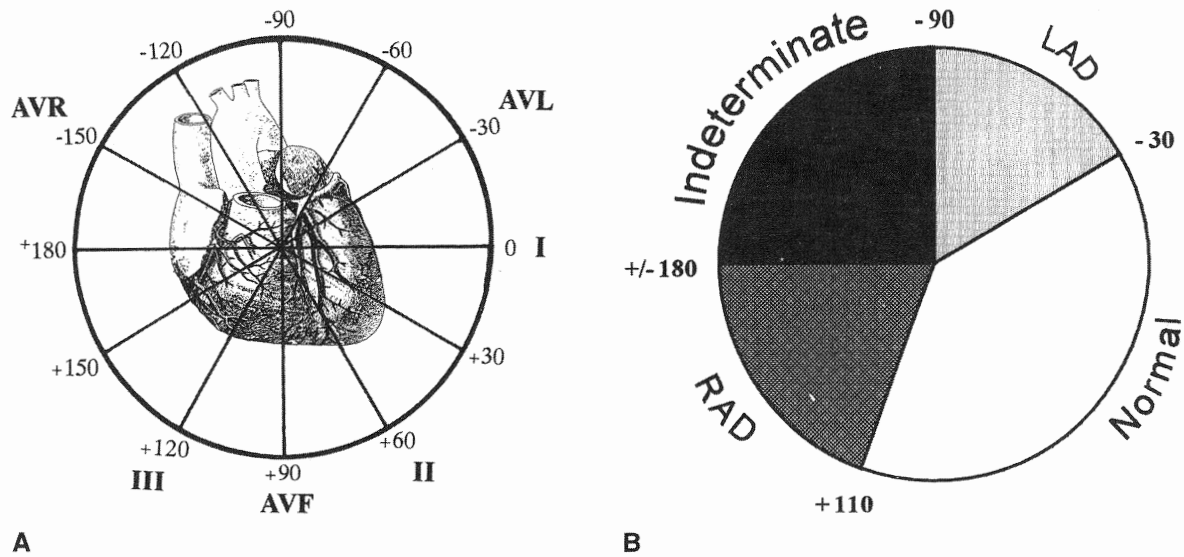 -90
-120
-60
AVR
AVL
-150
-30
+180
0 I
+150
+30
+120
+60
III
+90
II
AVF
A
Indeterminate
- 90
LAD
- 30
+/- 180
Normal
RAD
+110
B